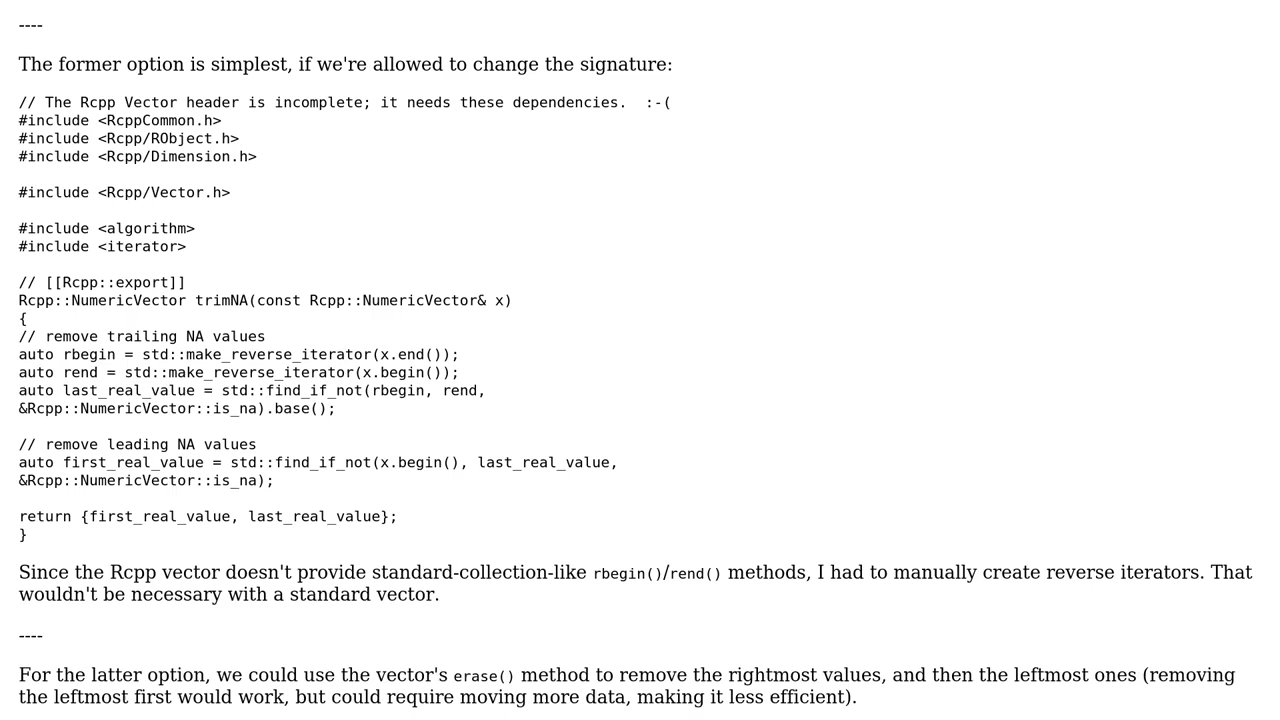 ----
The former option is simplest, if we're allowed to change the signature:
// The Rcpp Vector header is incomplete; it needs these dependencies.  :-(
#include <RcppCommon.h>
#include <Rcpp/RObject.h>
#include <Rcpp/Dimension.h>
#include <Rcpp/Vector.h>
#include <algorithm>
#include <iterator>
// [[Rcpp::export]]
Rcpp::NumericVector trimNA(const Rcpp::NumericVector& x)
{
// remove trailing NA values
auto rbegin = std::make_reverse_iterator(x.end());
auto rend = std::make_reverse_iterator(x.begin());
auto last_real_value = std::find_if_not(rbegin, rend,
&Rcpp::NumericVector::is_na).base();
// remove leading NA values
auto first_real_value = std::find_if_not(x.begin(), last_real_value,
&Rcpp::NumericVector::is_na);
return {first_real_value, last_real_value};
}
Since the Rcpp vector doesn't provide standard-collection-like rbegin()/rend() methods, I had to manually create reverse iterators. That
wouldn't be necessary with a standard vector.
----
For the latter option, we could use the vector's erase() method to remove the rightmost values, and then the leftmost ones (removing
the leftmost first would work, but could require moving more data, making it less efficient).